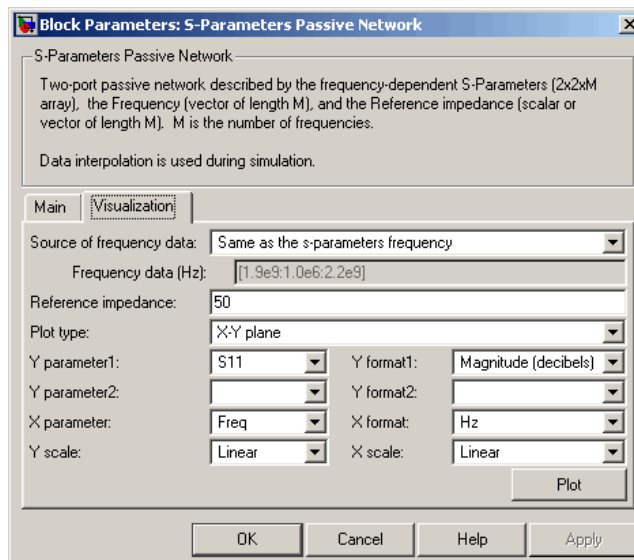 Block Parameters: S-Parameters Passive Network
S-Parameters Passive Network
Two-port passive network described by the frequency-dependent S-Parameters (2x2xM
array), the Frequency (vector of length M), and the Reference impedance (scalar or
vector of length M). M is the number of frequencies.
Data interpolation is used during simulation.
Main Visualization
Source of frequency data: Same as the s-parameters frequency
Frequency data (Hz): [1.9e9:1.0e6:2.2e9]
Reference impedance: 50
Plot type: X-Y plane
Y parameter1: S11 Y format1: Magnitude (decibels)
Y parameter2: Y format2:
X parameter: Freq X format: Hz
Y scale: Linear X scale: Linear
Plot
OK Cancel Help Apply